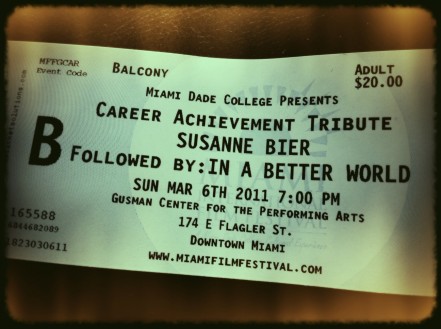 MFFGCAR BALCONY ADULT
Event Code $20.00
MIAMI DADE COLLEGE PRESENTS
CAREER ACHIEVEMENT TRIBUTE
B SUSANNE BIER
FOLLOWED BY:IN A BETTER WORLD
SUN MAR 6TH 2011 7:00 PM
GUSMAN CENTER FOR THE PERFORMING ARTS
165588 174 E FLAGLER ST.
DOWNTOWN MIAMI
1823030611 WWW.MIAMIFILMFESTIVAL.COM